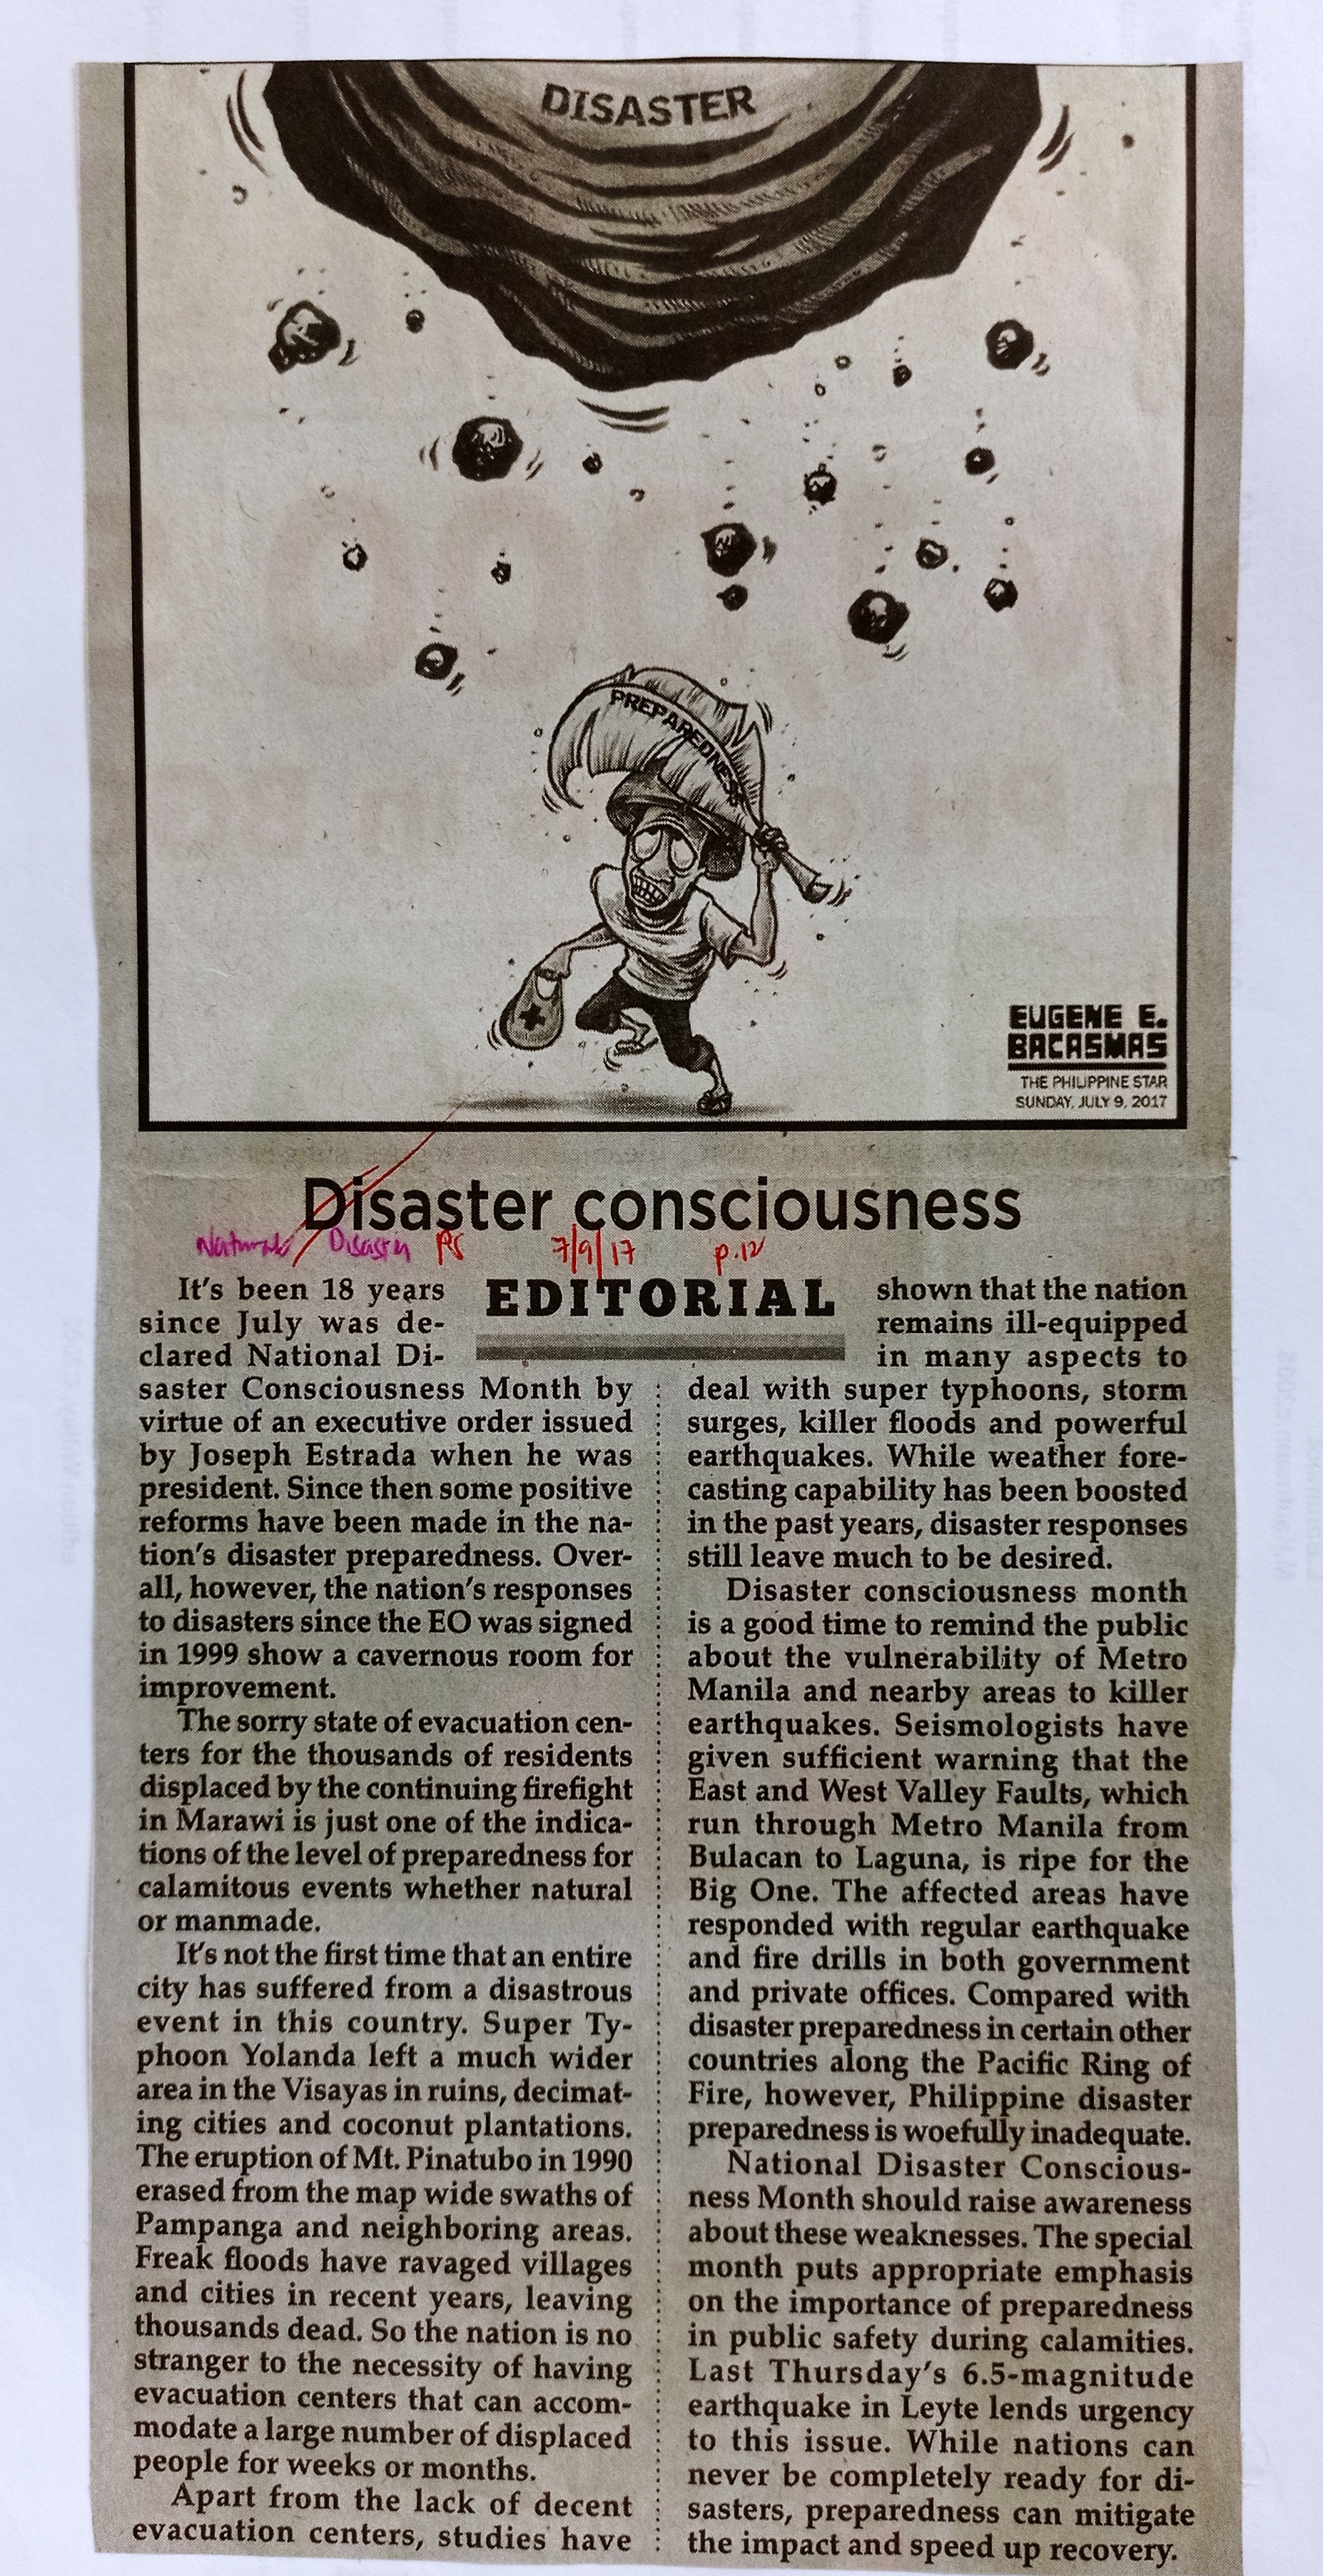 DISASTER
PREPAREDNESS
EUGENE E.
BACASMAS
THE PHILIPPINE STAR
SUNDAY, JULY 9, 2017
Disaster consciousness
Natural Disaster PS 7/9/17 p.12
EDITORIAL
It's been 18 years
since July was de-
clared National Di-
saster Consciousness Month by
virtue of an executive order issued
by Joseph Estrada when he was
president. Since then some positive
reforms have been made in the na-
tion's disaster preparedness. Over-
all, however, the nation's responses
to disasters since the EO was signed
in 1999 show a cavernous room for
improvement.
The sorry state of evacuation cen-
ters for the thousands of residents
displaced by the continuing firefight
in Marawi is just one of the indica-
tions of the level of preparedness for
calamitous events whether natural
or manmade.
It's not the first time that an entire
city has suffered from a disastrous
event in this country. Super Ty-
phoon Yolanda left a much wider
area in the Visayas in ruins, decimat-
ing cities and coconut plantations.
The eruption of Mt. Pinatubo in 1990
erased from the map wide swaths of
Pampanga and neighboring areas.
Freak floods have ravaged villages
and cities in recent years, leaving
thousands dead. So the nation is no
stranger to the necessity of having
evacuation centers that can accom-
modate a large number of displaced
people for weeks or months.
Apart from the lack of decent
evacuation centers, studies have
shown that the nation
remains ill-equipped
in many aspects to
deal with super typhoons, storm
surges, killer floods and powerful
earthquakes. While weather fore-
casting capability has been boosted
in the past years, disaster responses
still leave much to be desired.
Disaster consciousness month
is a good time to remind the public
about the vulnerability of Metro
Manila and nearby areas to killer
earthquakes. Seismologists have
given sufficient warning that the
East and West Valley Faults, which
run through Metro Manila from
Bulacan to Laguna, is ripe for the
Big One. The affected areas have
responded with regular earthquake
and fire drills in both government
and private offices. Compared with
disaster preparedness in certain other
countries along the Pacific Ring of
Fire, however, Philippine disaster
preparedness is woefully inadequate.
National Disaster Conscious-
ness Month should raise awareness
about these weaknesses. The special
month puts appropriate emphasis
on the importance of preparedness
in public safety during calamities.
Last Thursday's 6.5-magnitude
earthquake in Leyte lends urgency
to this issue. While nations can
never be completely ready for di-
sasters, preparedness can mitigate
the impact and speed up recovery.